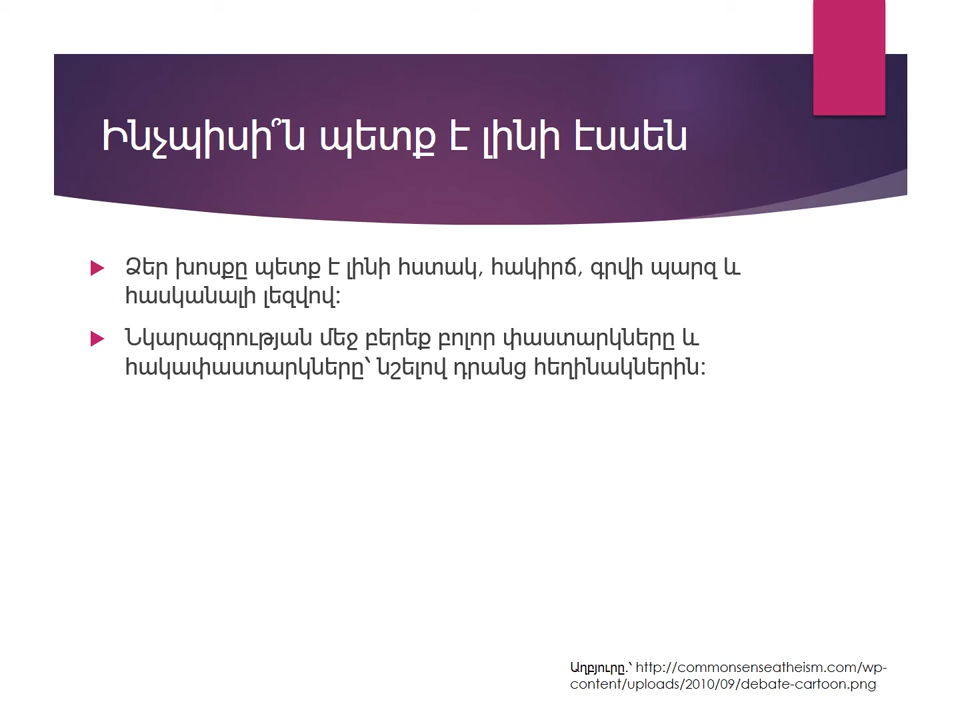 Ինչպիսի՞ն պետք է լինի էսսեն
Ձեր խոսքը պետք է լինի հստակ, հակիրճ, գրվի պարզ և
հասկանալի լեզվով:
Նկարագրության մեջ բերեք բոլոր փաստարկները և
հակափաստարկները՝ նշելով դրանց հեղինակներին:
Աղբյուրը.՝ http://commonsenseatheism.com/wp-
content/uploads/2010/09/debate-cartoon.png